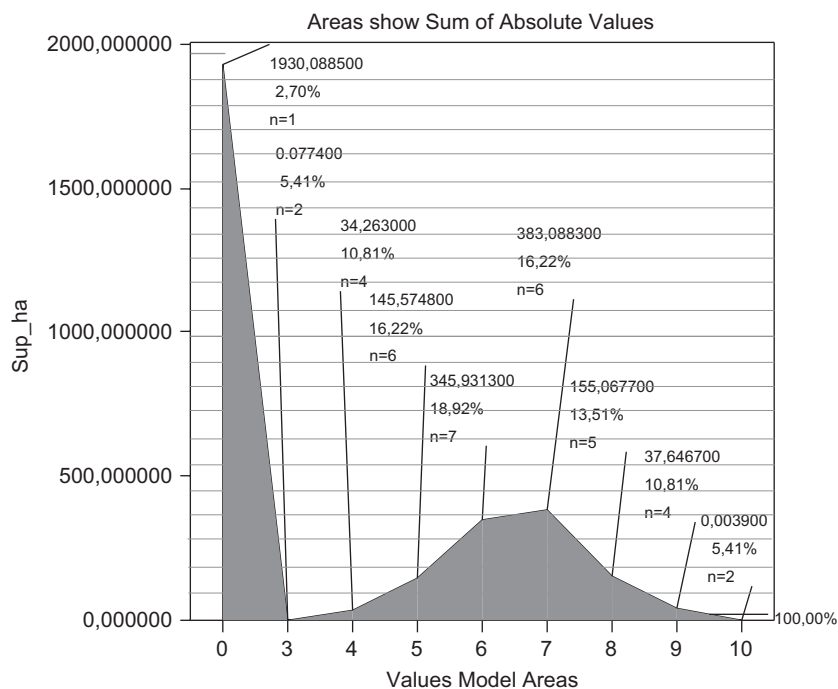 Areas show Sum of Absolute Values
2000,000000
1500,000000
1000,000000
500,000000
0,000000
Sup_ha
1930,088500
2,70%
n=1
0.077400
5,41%
n=2
34,263000
10,81%
n=4
145,574800
16,22%
n=6
345,931300
18,92%
n=7
383,088300
16,22%
n=6
155,067700
13,51%
n=5
37,646700
10,81%
n=4
0,003900
5,41%
n=2
100,00%
0 3 4 5 6 7 8 9 10
Values Model Areas